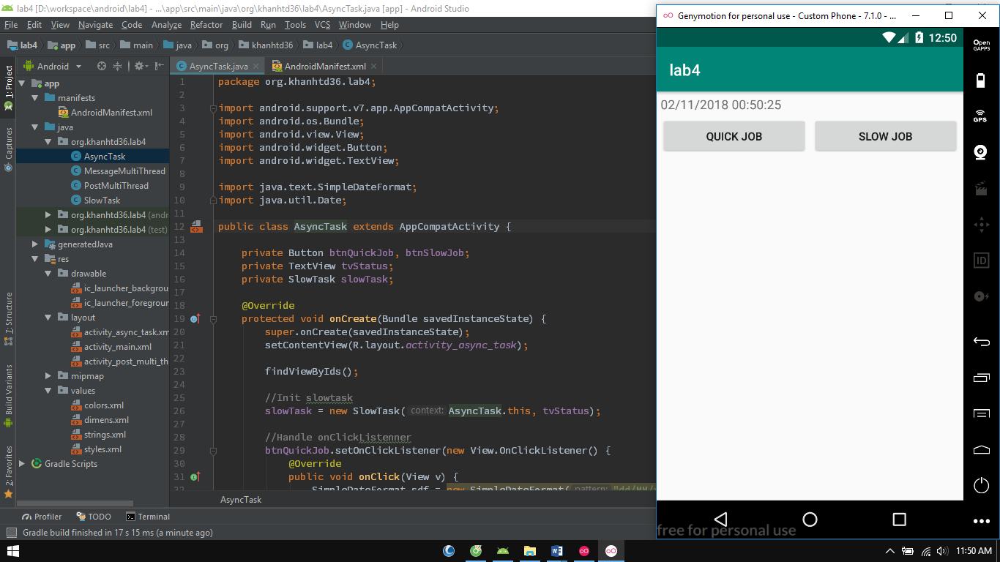 lab4 [D:\workspace\android\lab4] - ...\app\src\main\java\org\khanhtd36\lab4\AsyncTask.java [app] - Android Studio
File Edit View Navigate Code Analyze Refactor Build Run Tools VCS Window Help
lab4 app src main java org khanhtd36 lab4 AsyncTask
Android
AsyncTask.java AndroidManifest.xml
1: Project
Captures
7: Structure
Build Variants
2: Favorites
app
manifests
AndroidManifest.xml
java
org.khanhtd36.lab4
AsyncTask
MessageMultiThread
PostMultiThread
SlowTask
org.khanhtd36.lab4 (andr
org.khanhtd36.lab4 (test)
generatedJava
res
drawable
ic_launcher_backgrou
ic_launcher_foregroun
layout
activity_async_task.xm
activity_main.xml
activity_post_multi_th
mipmap
values
colors.xml
dimens.xml
strings.xml
styles.xml
Gradle Scripts
1 package org.khanhtd36.lab4;
2
3 import android.support.v7.app.AppCompatActivity;
4 import android.os.Bundle;
5 import android.view.View;
6 import android.widget.Button;
7 import android.widget.TextView;
8
9 import java.text.SimpleDateFormat;
10 import java.util.Date;
11
12 public class AsyncTask extends AppCompatActivity {
13
14 private Button btnQuickJob, btnSlowJob;
15 private TextView tvStatus;
16 private SlowTask slowTask;
17
18 @Override
19 protected void onCreate(Bundle savedInstanceState) {
20 super.onCreate(savedInstanceState);
21 setContentView(R.layout.activity_async_task);
22
23 findViewByIds();
24
25 //Init slowtask
26 slowTask = new SlowTask( context: AsyncTask.this, tvStatus);
27
28 //Handle onClickListenner
29 btnQuickJob.setOnClickListener(new View.OnClickListener() {
30 @Override
31 public void onClick(View v) {
32 SimpleDateFormat sdf = new SimpleDateFormat( pattern: "dd/MM/
AsyncTask
Profiler TODO Terminal
Gradle build finished in 17 s 15 ms (a minute ago)
Genymotion for personal use - Custom Phone - 7.1.0 - ...
12:50
lab4
02/11/2018 00:50:25
QUICK JOB SLOW JOB
free for personal use
Open
GAPPS
GPS
ID
11:50 AM